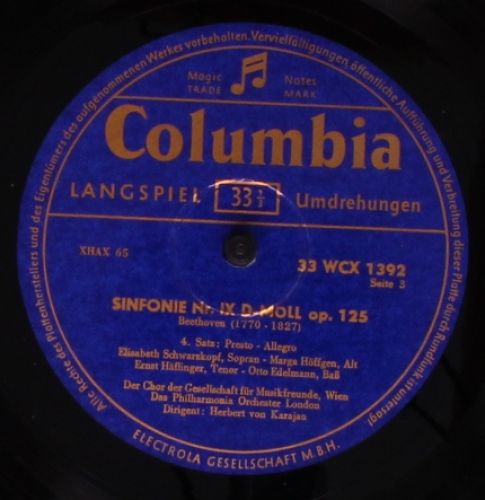 Alle Rechte der Plattenherstellers und des Eigentümers des aufgenommenen Werkes vorbehalten. Vervielfältigungen, öffentliche Aufführung und Verbreitung dieser Platte durch Rundfunk ist untersagt
Magic Notes
TRADE MARK
Columbia
LANGSPIEL 33⅓ Umdrehungen
XHAX 65
33 WCX 1392
Seite 3
SINFONIE Nr. IX D-MOLL op. 125
Beethoven (1770 - 1827)
4. Satz: Presto - Allegro
Elisabeth Schwarzkopf, Sopran - Marga Höffgen, Alt
Ernst Häfliger, Tenor - Otto Edelmann, Baß
Der Chor der Gesellschaft für Musikfreunde, Wien
Das Philharmonia Orchester London
Dirigent: Herbert von Karajan
ELECTROLA GESELLSCHAFT M.B.H.